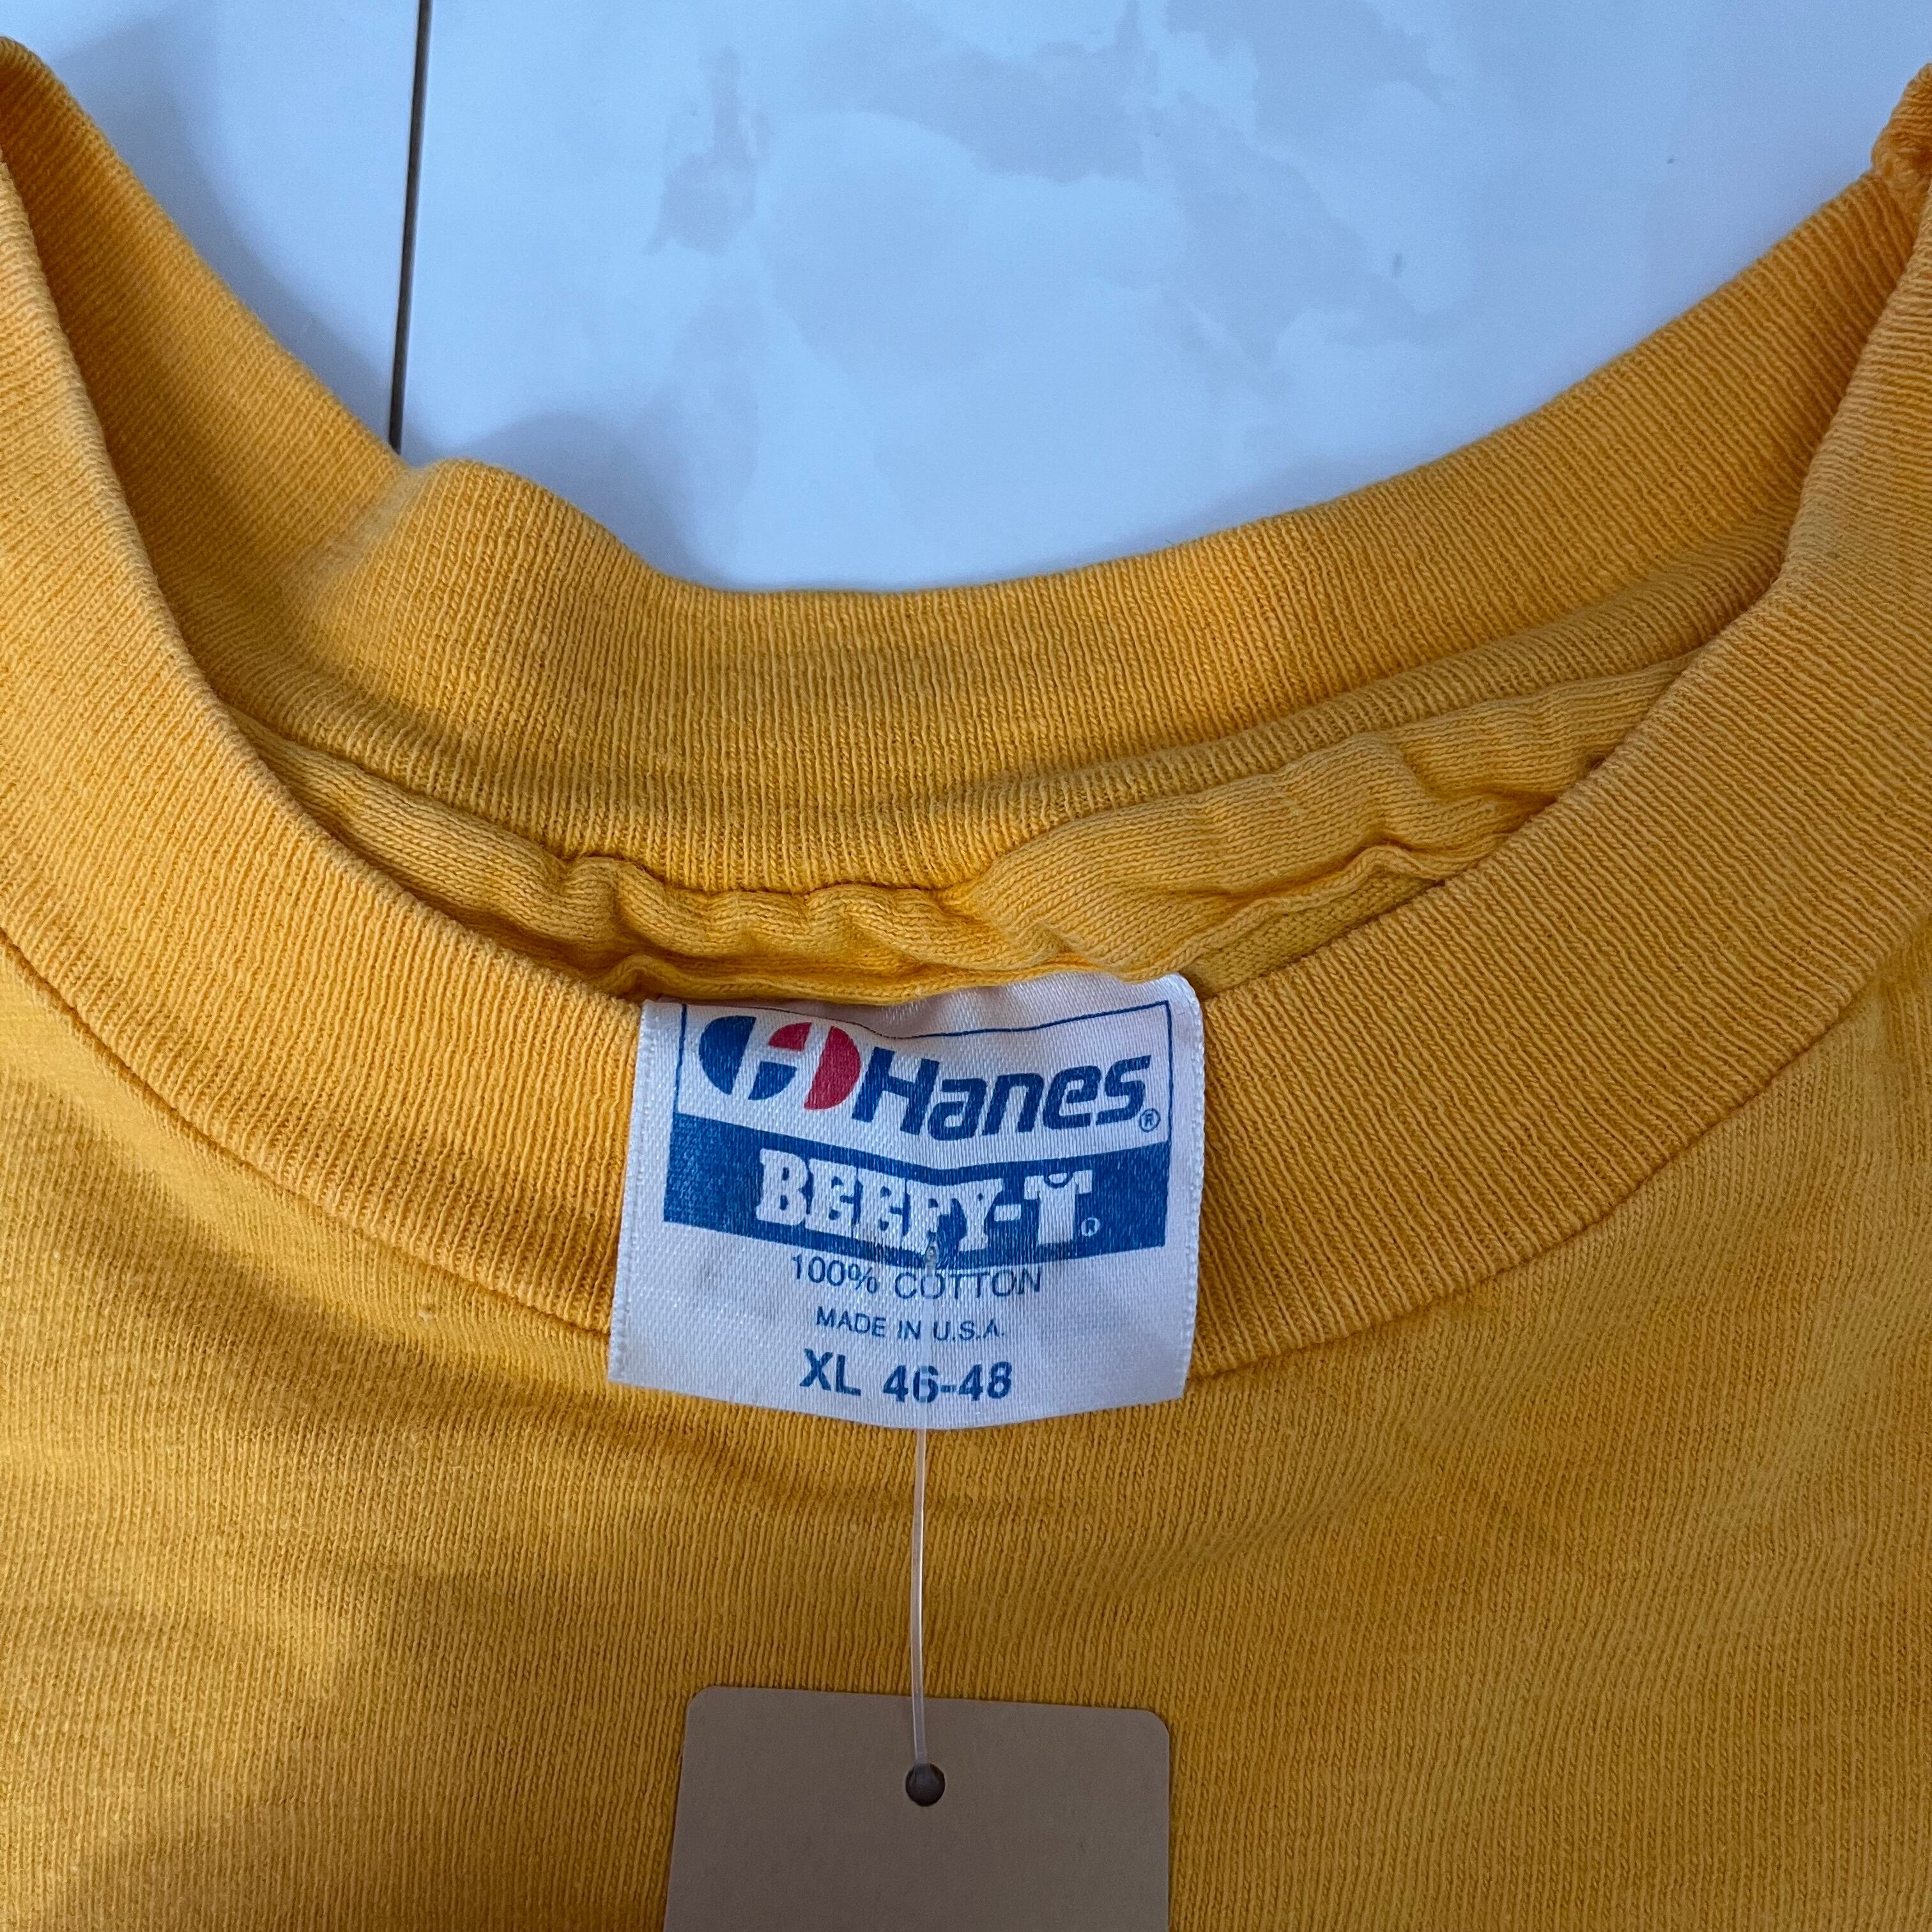 Hanes®
BEEFY-T®
100% COTTON
MADE IN U.S.A.
XL 46-48